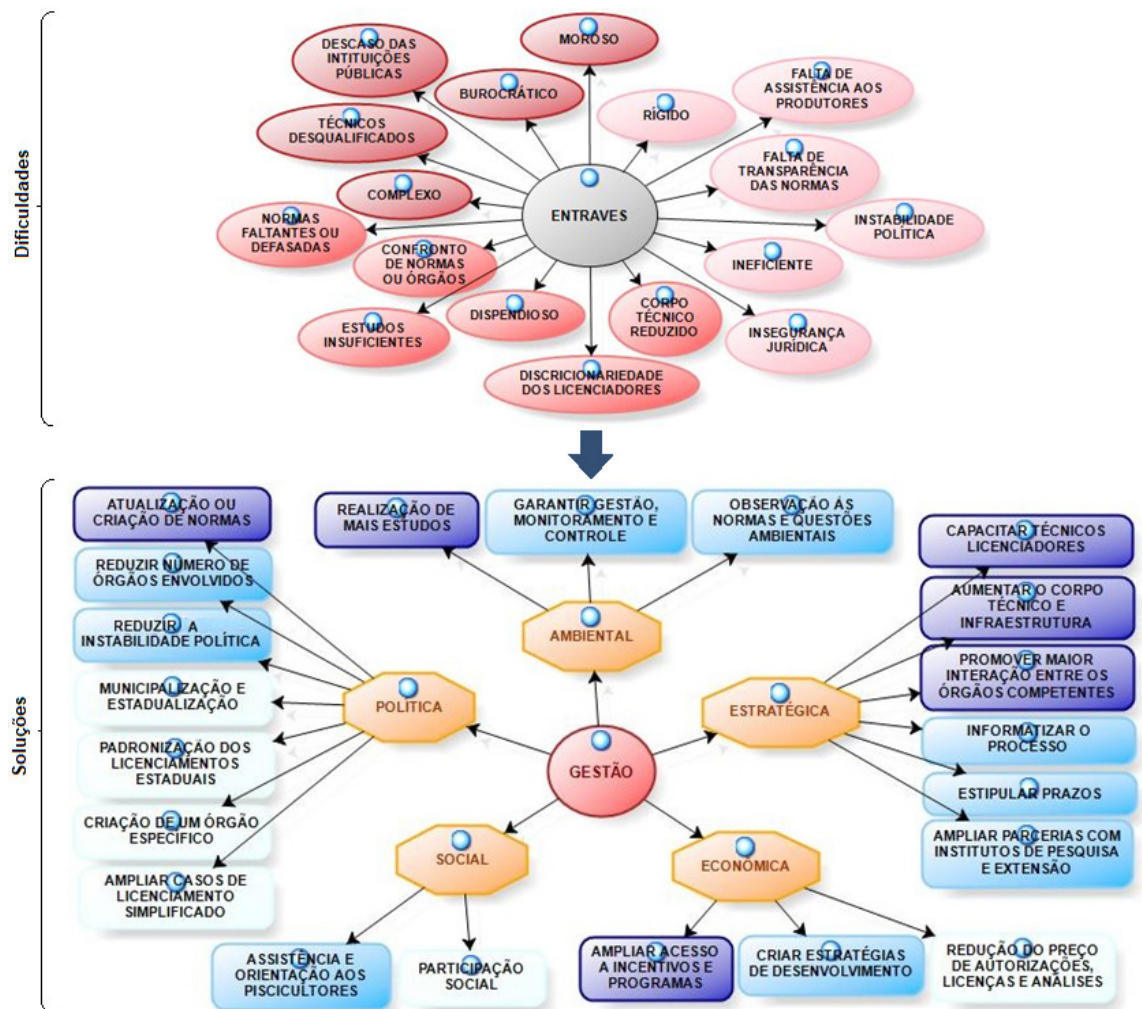 Dificuldades
DESCASO DAS
INTITUIÇÕES
PÚBLICAS
MOROSO
BUROCRÁTICO
FALTA DE
ASSISTÊNCIA AOS
PRODUTORES
RÍGIDO
TÉCNICOS
DESQUALIFICADOS
FALTA DE
TRANSPARÊNCIA
DAS NORMAS
COMPLEXO
ENTRAVES
NORMAS
FALTANTES OU
DEFASADAS
INSTABILIDADE
POLÍTICA
CONFRONTO
DE NORMAS
OU ÓRGÃOS
INEFICIENTE
DISPENDIOSO
CORPO
TÉCNICO
REDUZIDO
ESTUDOS
INSUFICIENTES
INSEGURANÇA
JURÍDICA
DISCRICIONARIEDADE
DOS LICENCIADORES
Soluções
ATUALIZAÇÃO OU
CRIAÇÃO DE NORMAS
REALIZAÇÃO DE
MAIS ESTUDOS
GARANTIR GESTÃO,
MONITORAMENTO E
CONTROLE
OBSERVAÇÃO ÁS
NORMAS E QUESTÕES
AMBIENTAIS
CAPACITAR TÉCNICOS
LICENCIADORES
REDUZIR NÚMERO DE
ÓRGÃOS ENVOLVIDOS
AUMENTAR O CORPO
TÉCNICO E
INFRAESTRUTURA
REDUZIR A
INSTABILIDADE POLÍTICA
AMBIENTAL
PROMOVER MAIOR
INTERAÇÃO ENTRE OS
ÓRGÃOS COMPETENTES
MUNICIPALIZAÇÃO E
ESTADUALIZAÇÃO
POLÍTICA
ESTRATÉGICA
INFORMATIZAR O
PROCESSO
PADRONIZAÇÃO DOS
LICENCIAMENTOS
ESTADUAIS
GESTÃO
ESTIPULAR PRAZOS
CRIAÇÃO DE UM ÓRGÃO
ESPECÍFICO
AMPLIAR PARCERIAS COM
INSTITUTOS DE PESQUISA
E EXTENSÃO
SOCIAL
ECONÔMICA
AMPLIAR CASOS DE
LICENCIAMENTO
SIMPLIFICADO
ASSISTÊNCIA E
ORIENTAÇÃO AOS
PISCICULTORES
PARTICIPAÇÃO
SOCIAL
AMPLIAR ACESSO
A INCENTIVOS E
PROGRAMAS
CRIAR ESTRATÉGIAS
DE DESENVOLVIMENTO
REDUÇÃO DO PREÇO
DE AUTORIZAÇÕES,
LICENÇAS E ANÁLISES